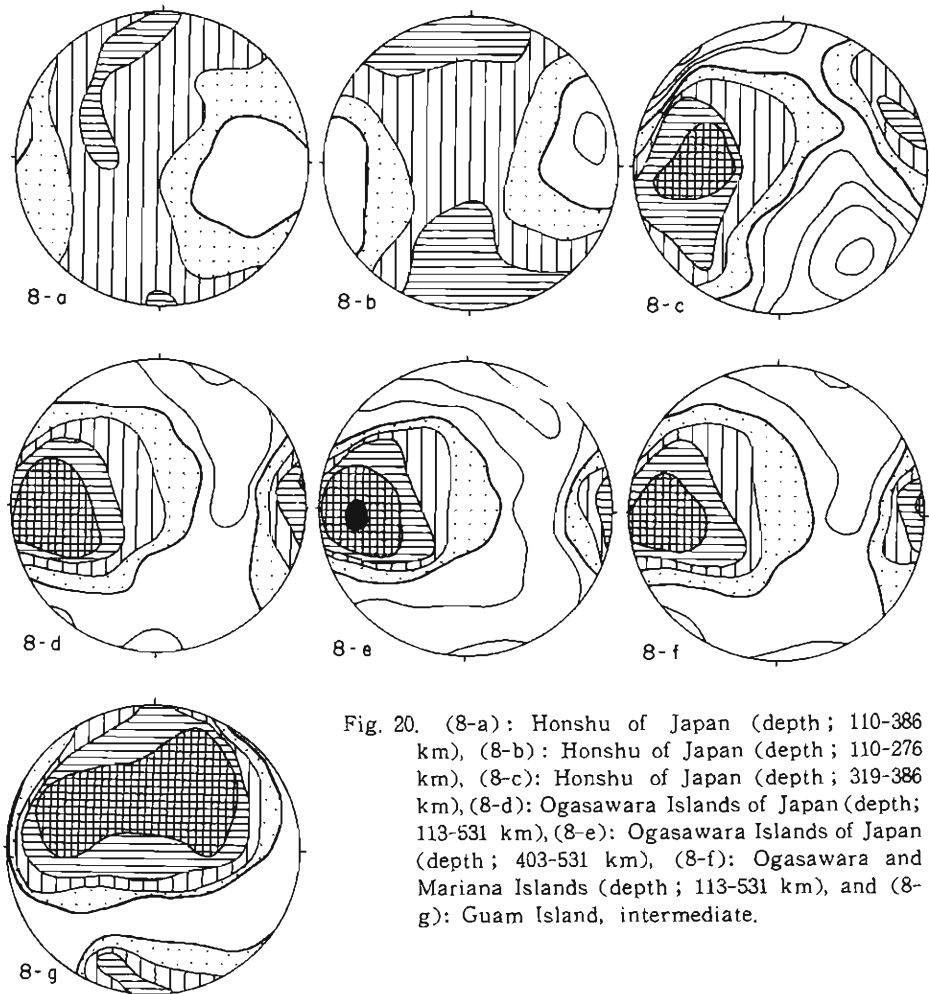 8-a
8-b
8-c
8-d
8-e
8-f
8-g
Fig. 20. (8-a): Honshu of Japan (depth; 110-386
km), (8-b): Honshu of Japan (depth; 110-276
km), (8-c): Honshu of Japan (depth; 319-386
km), (8-d): Ogasawara Islands of Japan (depth;
113-531 km), (8-e): Ogasawara Islands of Japan
(depth; 403-531 km), (8-f): Ogasawara and
Mariana Islands (depth; 113-531 km), and (8-
g): Guam Island, intermediate.